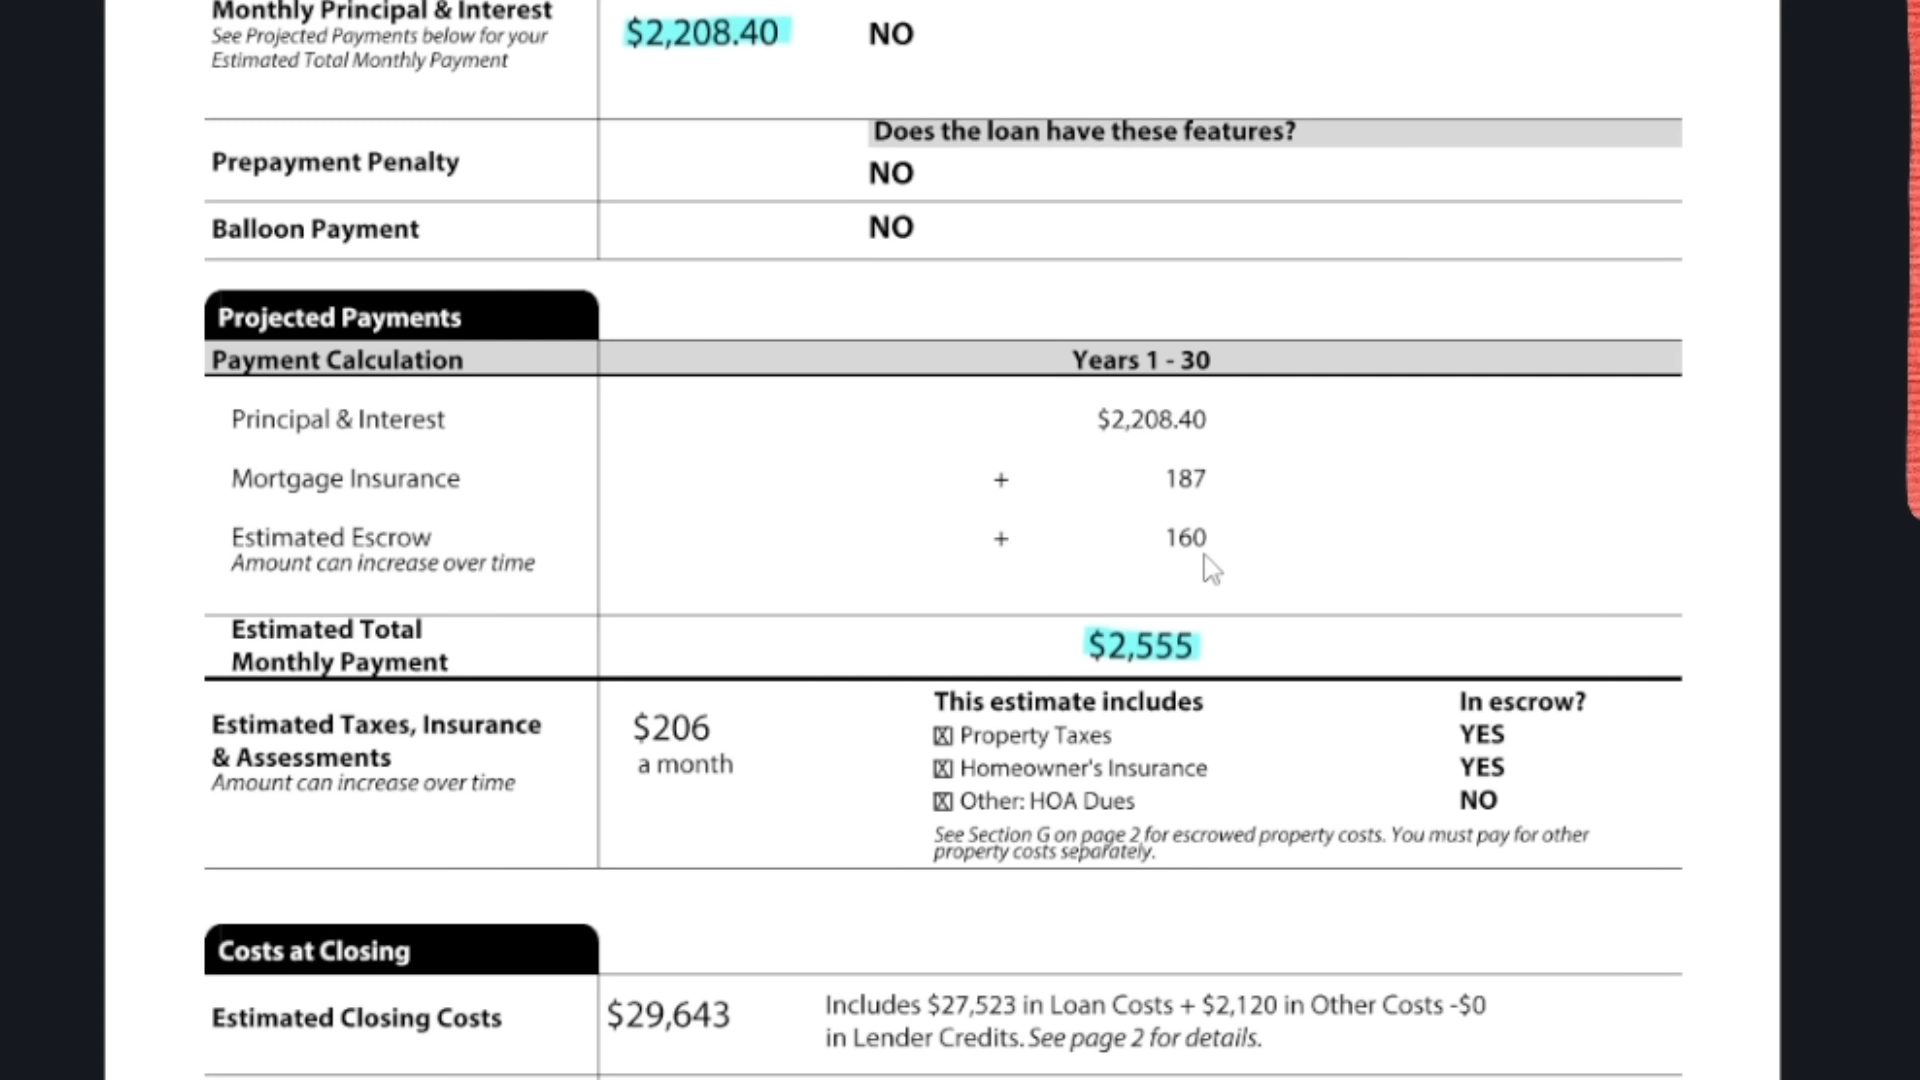 Monthly Principal & Interest
See Projected Payments below for your
Estimated Total Monthly Payment
$2,208.40
NO
Does the loan have these features?
Prepayment Penalty
NO
Balloon Payment
NO
Projected Payments
Payment Calculation
Years 1 - 30
Principal & Interest
$2,208.40
Mortgage Insurance
+ 187
Estimated Escrow
Amount can increase over time
+ 160
Estimated Total
Monthly Payment
$2,555
Estimated Taxes, Insurance
& Assessments
Amount can increase over time
$206
a month
This estimate includes In escrow?
☒ Property Taxes YES
☒ Homeowner's Insurance YES
☒ Other: HOA Dues NO
See Section G on page 2 for escrowed property costs. You must pay for other
property costs separately.
Costs at Closing
Estimated Closing Costs
$29,643
Includes $27,523 in Loan Costs + $2,120 in Other Costs -$0
in Lender Credits. See page 2 for details.